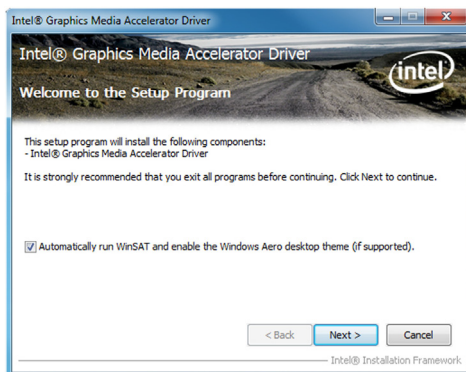 Intel® Graphics Media Accelerator Driver
Intel® Graphics Media Accelerator Driver
intel
Welcome to the Setup Program
This setup program will install the following components:
- Intel® Graphics Media Accelerator Driver
It is strongly recommended that you exit all programs before continuing. Click Next to continue.
Automatically run WinSAT and enable the Windows Aero desktop theme (if supported).
< Back Next > Cancel
Intel® Installation Framework